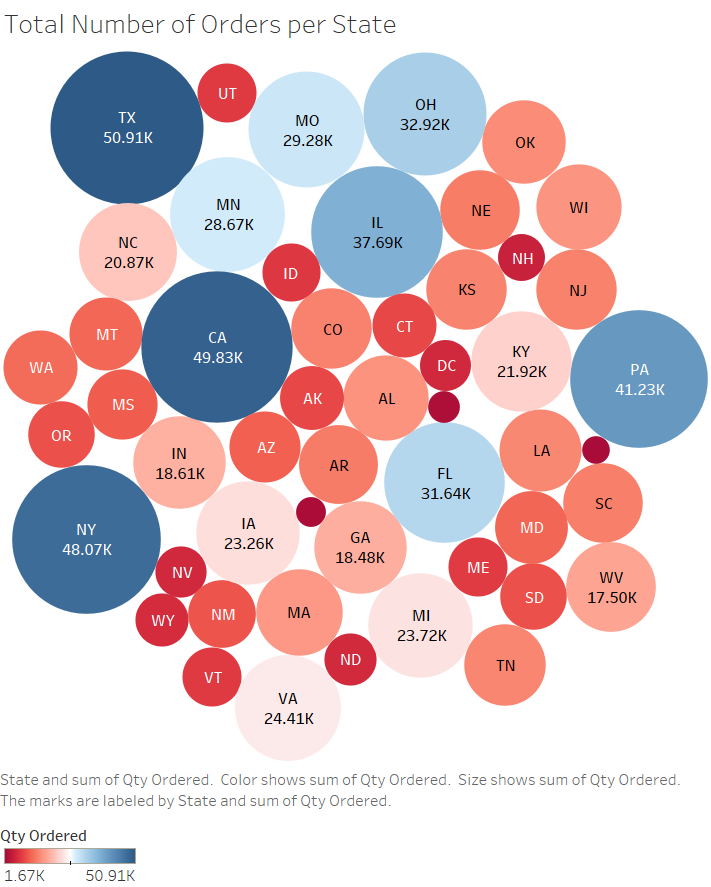 Total Number of Orders per State
TX
50.91K
UT
MO
29.28K
OH
32.92K
OK
MN
28.67K
IL
37.69K
NE
WI
NC
20.87K
ID
NH
KS
NJ
MT
CA
49.83K
CO
CT
WA
DC
KY
21.92K
PA
41.23K
MS
AK
AL
OR
IN
18.61K
AZ
AR
FL
31.64K
LA
SC
NY
48.07K
IA
23.26K
GA
18.48K
MD
NV
ME
WV
17.50K
SD
WY
NM
MA
MI
23.72K
ND
TN
VT
VA
24.41K
State and sum of Qty Ordered.  Color shows sum of Qty Ordered.  Size shows sum of Qty Ordered.
The marks are labeled by State and sum of Qty Ordered.
Qty Ordered
1.67K 50.91K